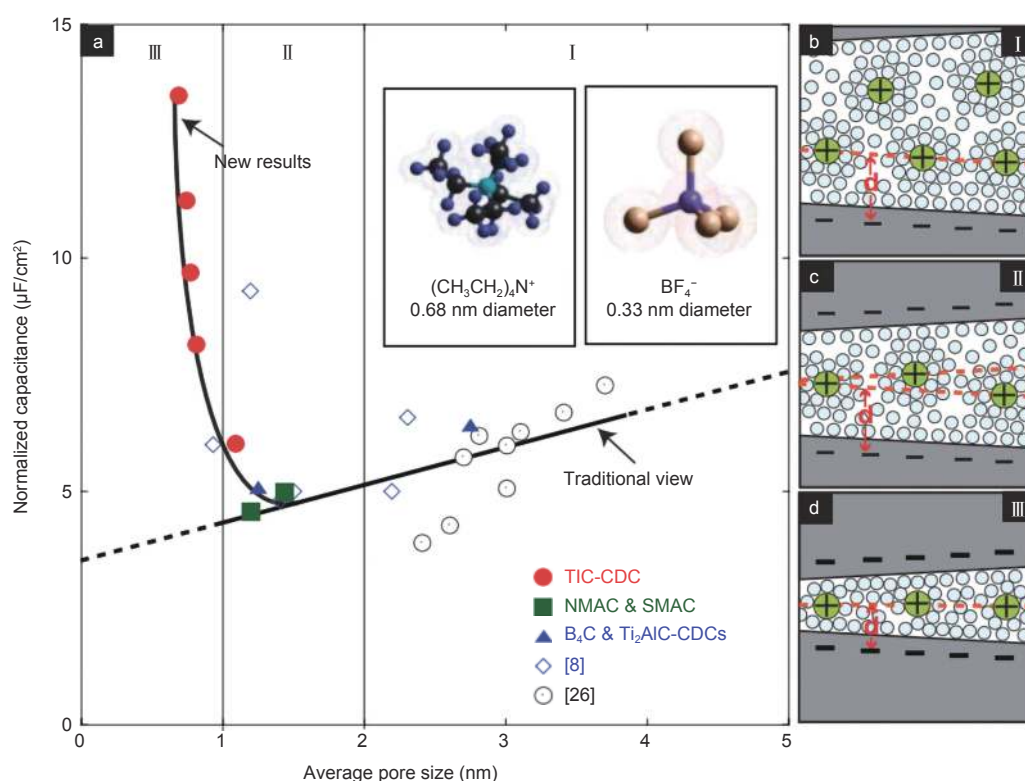 15
a
Ⅲ
Ⅱ
Ⅰ
New results
10
5
0
Normalized capacitance (μF/cm²)
(CH₃CH₂)₄N⁺
0.68 nm diameter
BF₄⁻
0.33 nm diameter
Traditional view
TIC-CDC
NMAC & SMAC
B₄C & Ti₂AlC-CDCs
[8]
[26]
0 1 2 3 4 5
Average pore size (nm)
b
Ⅰ
d
c
Ⅱ
d
d
Ⅲ
d